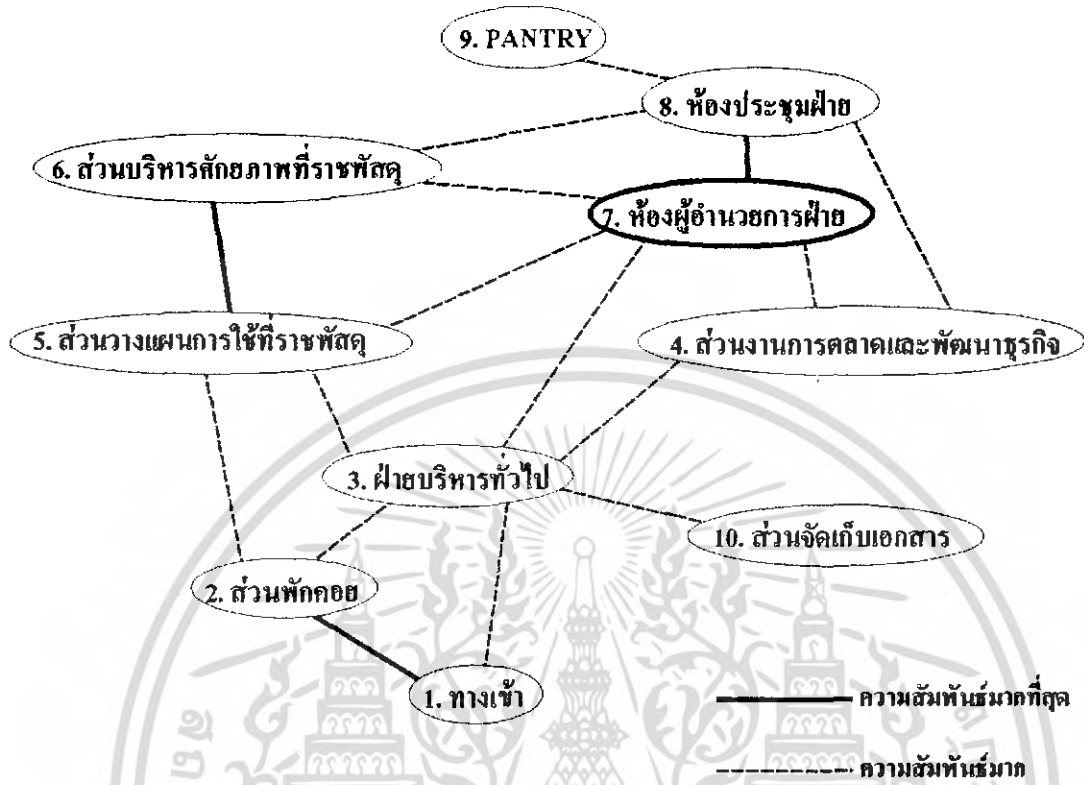 9. PANTRY
8. ห้องประชุมฝ่าย
6. ส่วนบริหารศักยภาพที่ราชพัสดุ
7. ห้องผู้อำนวยการฝ่าย
5. ส่วนวางแผนการใช้ที่ราชพัสดุ
4. ส่วนงานการตลาดและพัฒนาธุรกิจ
3. ฝ่ายบริหารทั่วไป
10. ส่วนจัดเก็บเอกสาร
2. ส่วนพักคอย
1. ทางเข้า
ความสัมพันธ์มากที่สุด
ความสัมพันธ์มาก